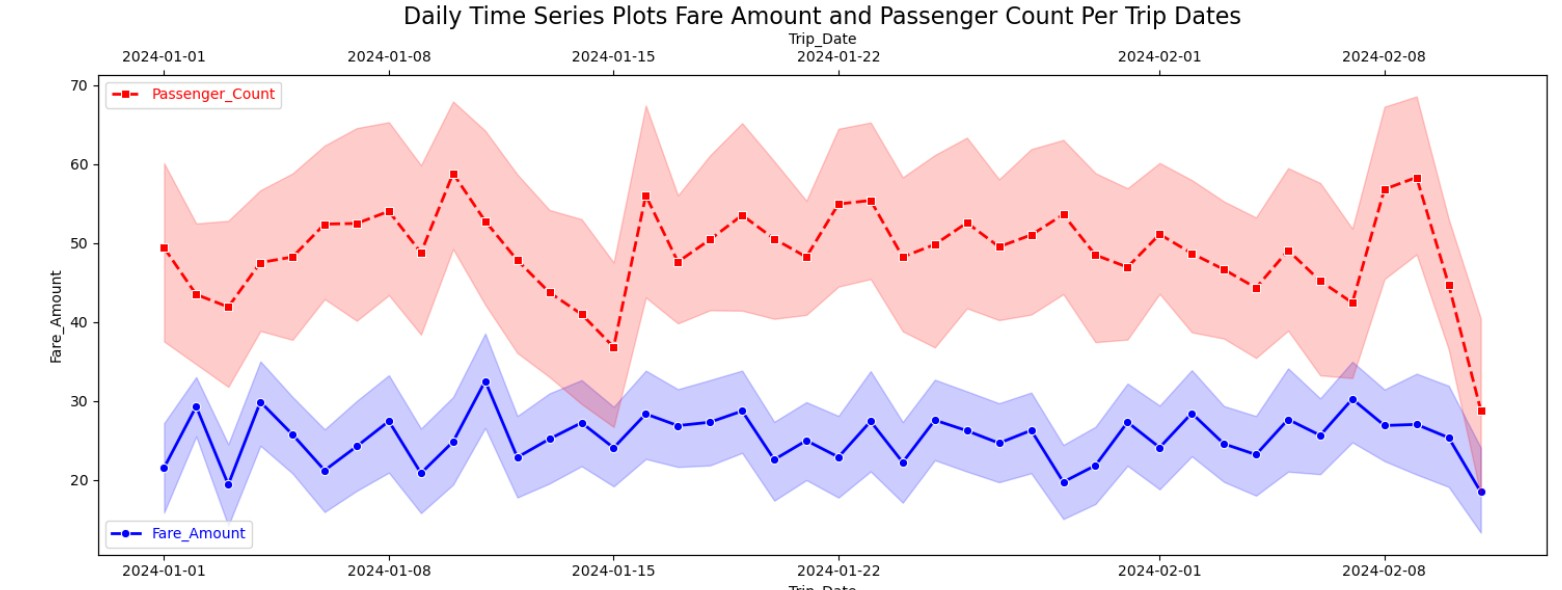 Daily Time Series Plots Fare Amount and Passenger Count Per Trip Dates
Trip_Date
2024-01-01 2024-01-08 2024-01-15 2024-01-22 2024-02-01 2024-02-08
70
Passenger_Count
60
50
40
Fare_Amount
30
20
Fare_Amount
2024-01-01 2024-01-08 2024-01-15 2024-01-22 2024-02-01 2024-02-08
Trip_Date